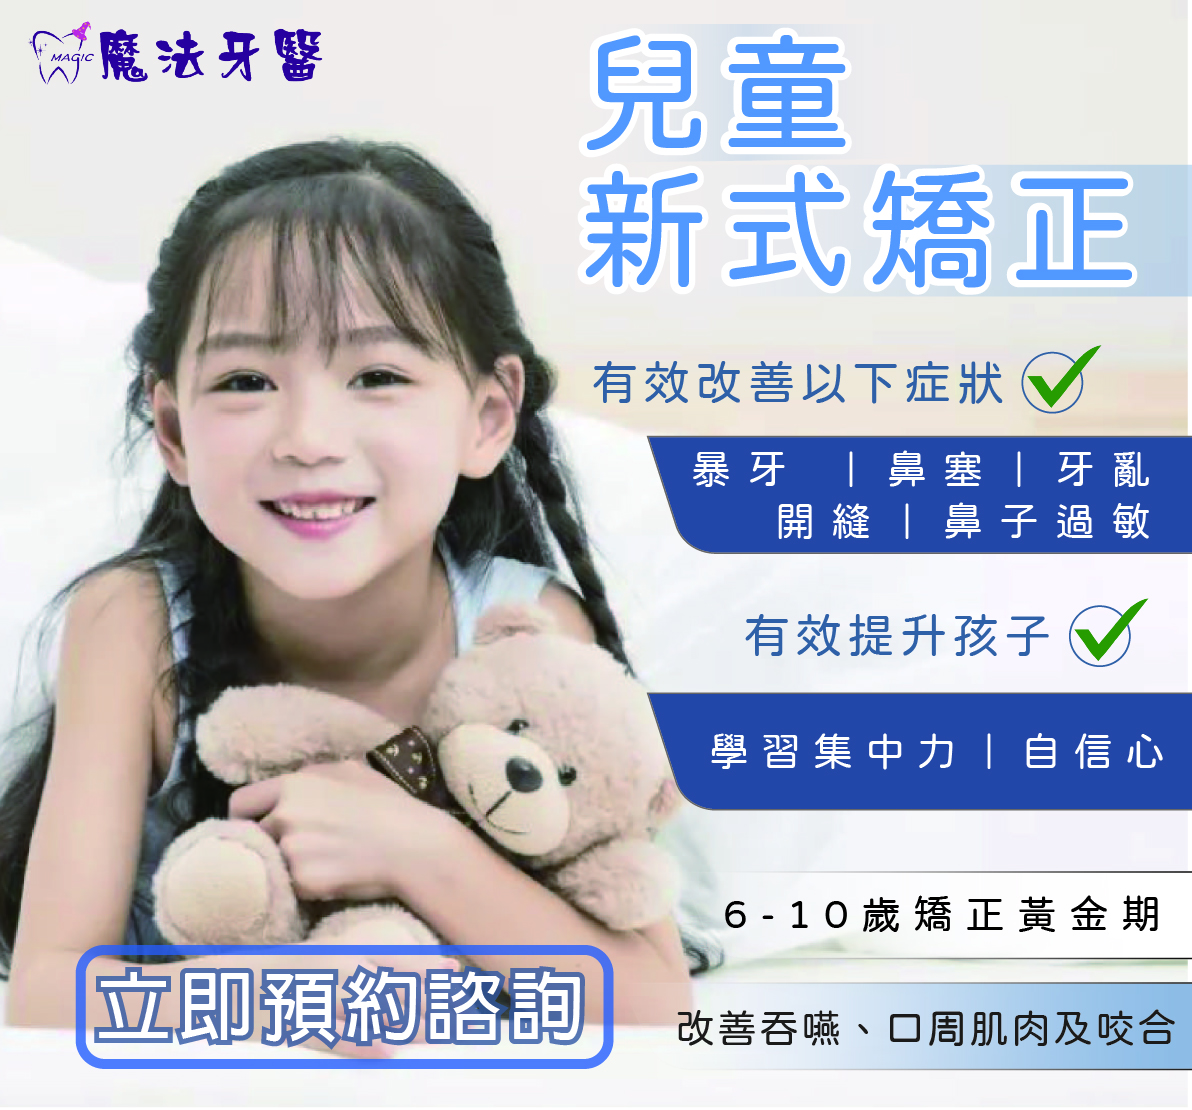 MAGIC 魔法牙醫
兒童
新式矯正
有效改善以下症狀
暴牙 | 鼻塞 | 牙亂
開縫 | 鼻子過敏
有效提升孩子
學習集中力 | 自信心
6-10歲矯正黃金期
立即預約諮詢
改善吞嚥、口周肌肉及咬合